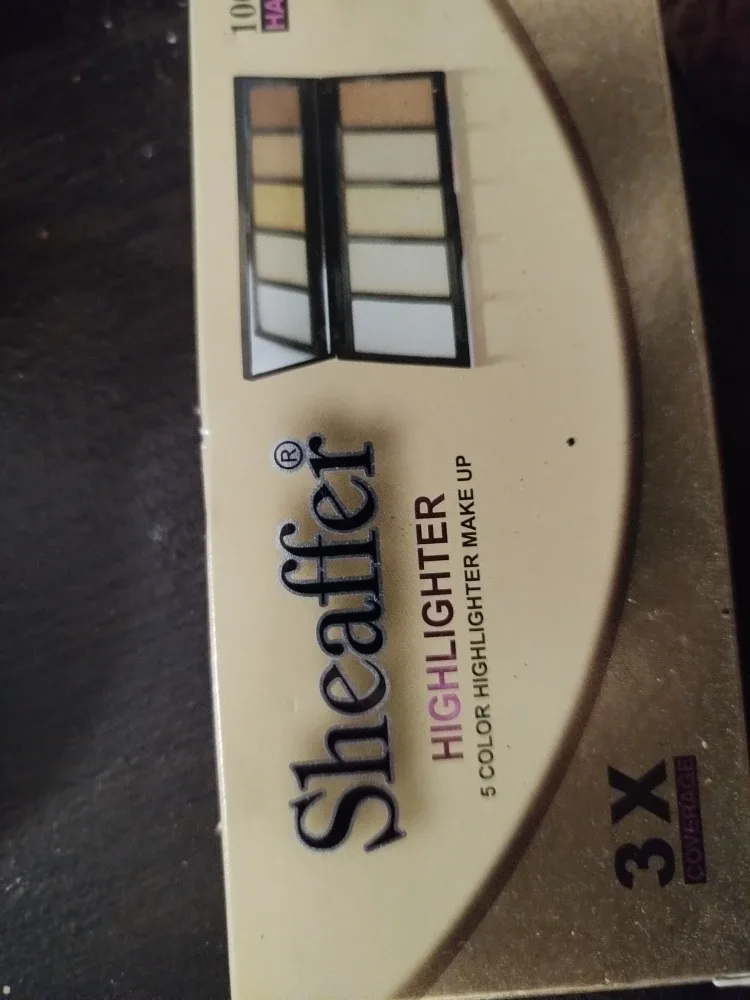 Sheaffer®
HIGHLIGHTER
5 COLOR HIGHLIGHTER MAKE UP
3X
COVERAGE